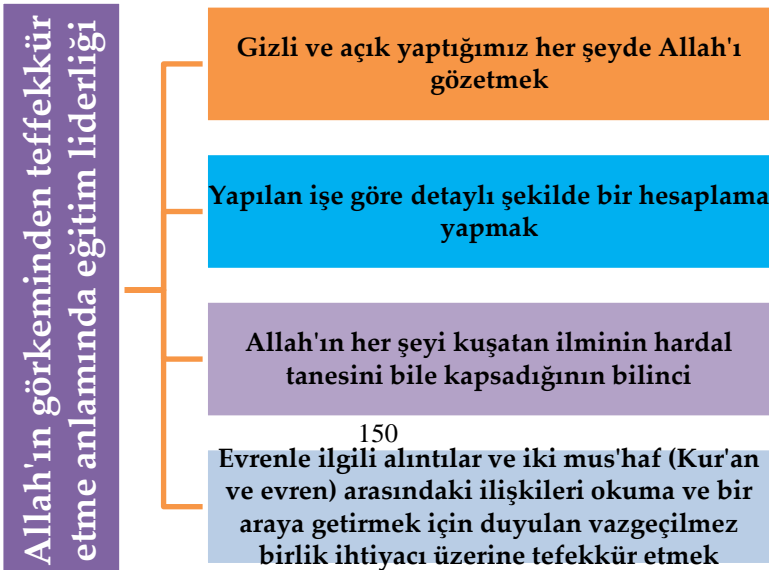 Allah'ın görkeminden teffekkür
etme anlamında eğitim liderliği
Gizli ve açık yaptığımız her şeyde Allah'ı
gözetmek
Yapılan işe göre detaylı şekilde bir hesaplama
yapmak
Allah'ın her şeyi kuşatan ilminin hardal
tanesini bile kapsadığının bilinci
150
Evrenle ilgili alıntılar ve iki mus'haf (Kur'an
ve evren) arasındaki ilişkileri okuma ve bir
araya getirmek için duyulan vazgeçilmez
birlik ihtiyacı üzerine tefekkür etmek